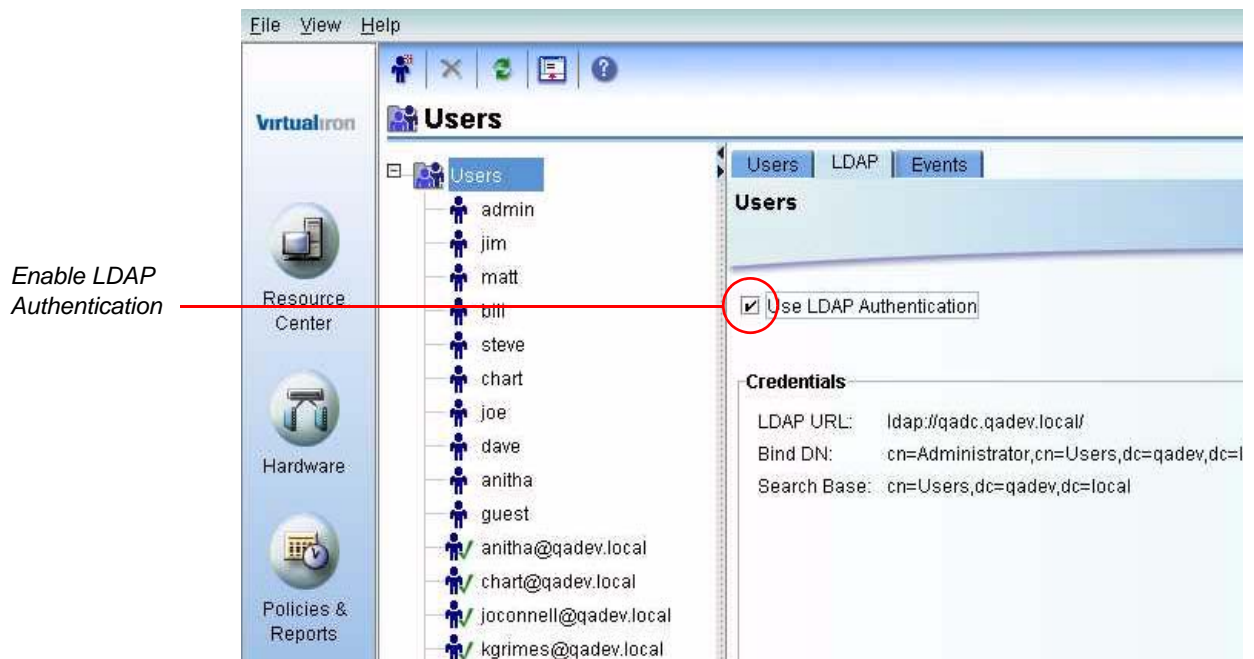 File View Help
Virtualiron
Users
Users
admin
jim
matt
bill
steve
chart
joe
dave
anitha
guest
anitha@qadev.local
chart@qadev.local
joconnell@qadev.local
kgrimes@qadev.local
Resource
Center
Hardware
Policies &
Reports
Enable LDAP
Authentication
Users LDAP Events
Users
Use LDAP Authentication
Credentials
LDAP URL: ldap://qadc.qadev.local/
Bind DN: cn=Administrator,cn=Users,dc=qadev,dc=l
Search Base: cn=Users,dc=qadev,dc=local